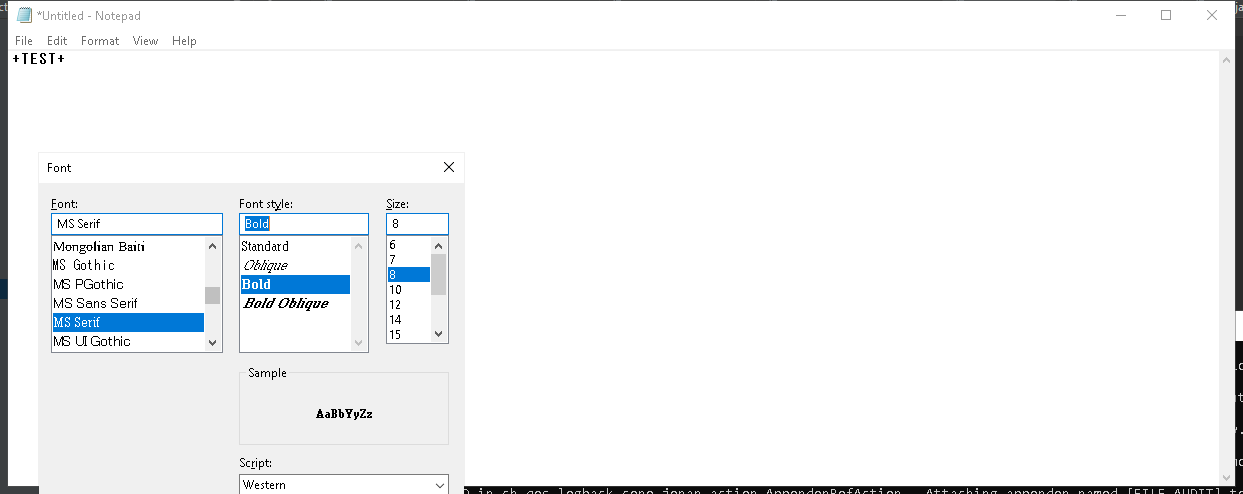 *Untitled - Notepad
File Edit Format View Help
+TEST+
Font
Font:
MS Serif
Mongolian Baiti
MS Gothic
MS PGothic
MS Sans Serif
MS Serif
MS UI Gothic
Font style:
Bold
Standard
Oblique
Bold
Bold Oblique
Size:
8
6
7
8
10
12
14
15
Sample
AaBbYyZz
Script:
Western
in ch.qos.logback.core.joran.action.AppenderRefAction - Attaching appender named [FILE_AUDIT] t